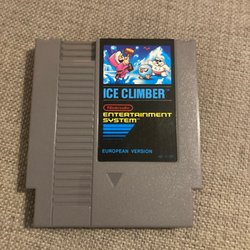 ICE CLIMBER
Nintendo
ENTERTAINMENT
SYSTEM
EUROPEAN VERSION